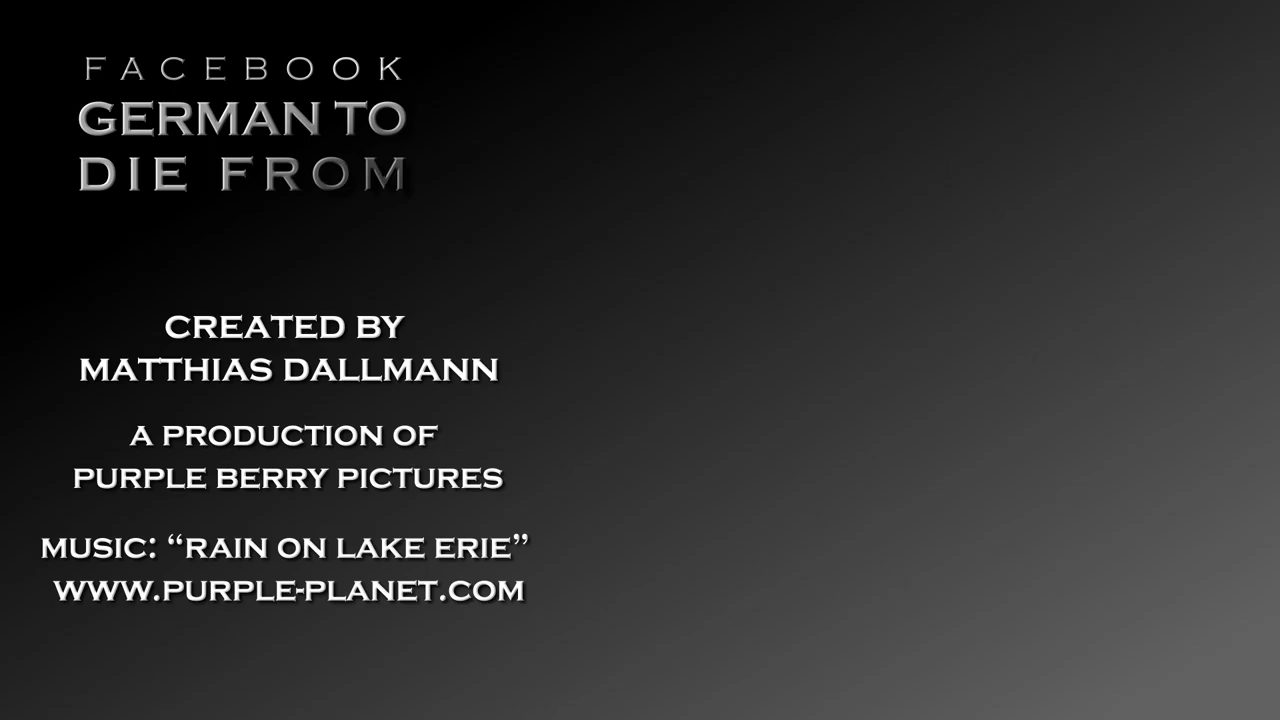 FACEBOOK
GERMAN TO
DIE FROM
CREATED BY
MATTHIAS DALLMANN
A PRODUCTION OF
PURPLE BERRY PICTURES
MUSIC: “RAIN ON LAKE ERIE”
WWW.PURPLE-PLANET.COM